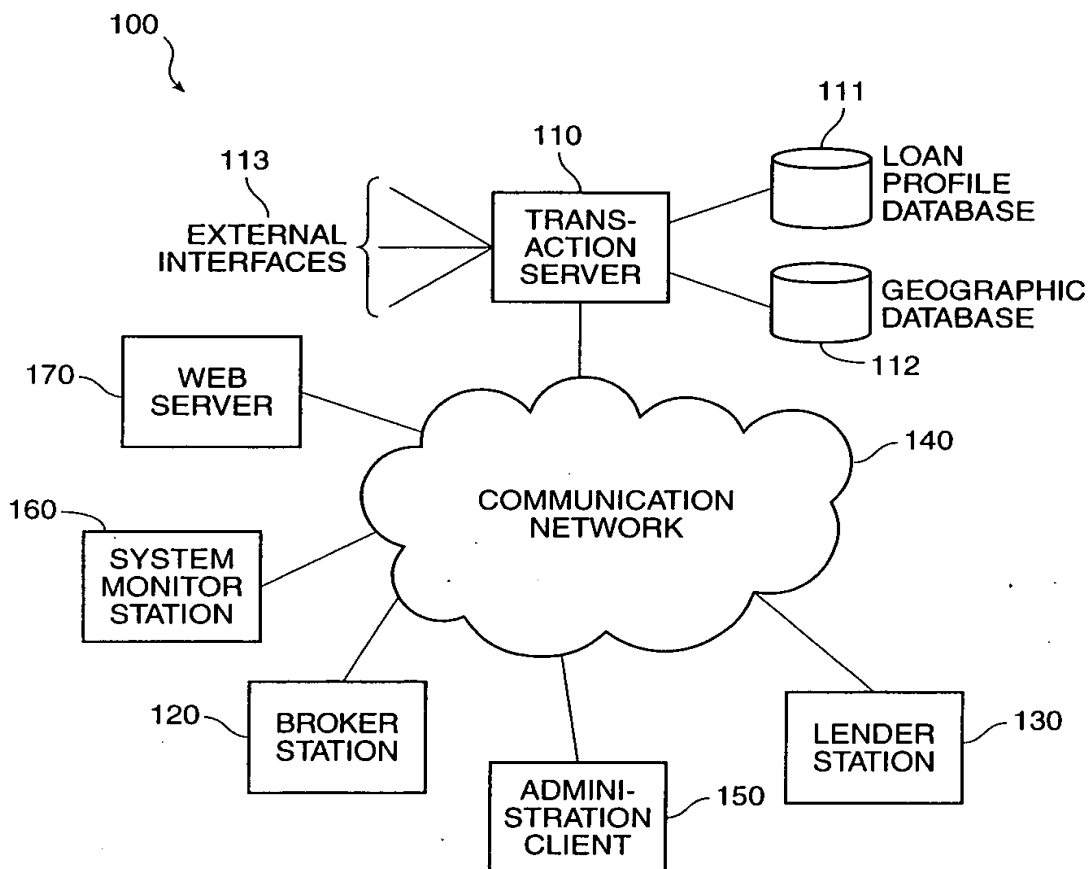 100
111
110
113
LOAN
PROFILE
DATABASE
TRANS-
ACTION
SERVER
EXTERNAL
INTERFACES
GEOGRAPHIC
DATABASE
112
170
WEB
SERVER
140
COMMUNICATION
NETWORK
160
SYSTEM
MONITOR
STATION
120
BROKER
STATION
130
LENDER
STATION
150
ADMINI-
STRATION
CLIENT